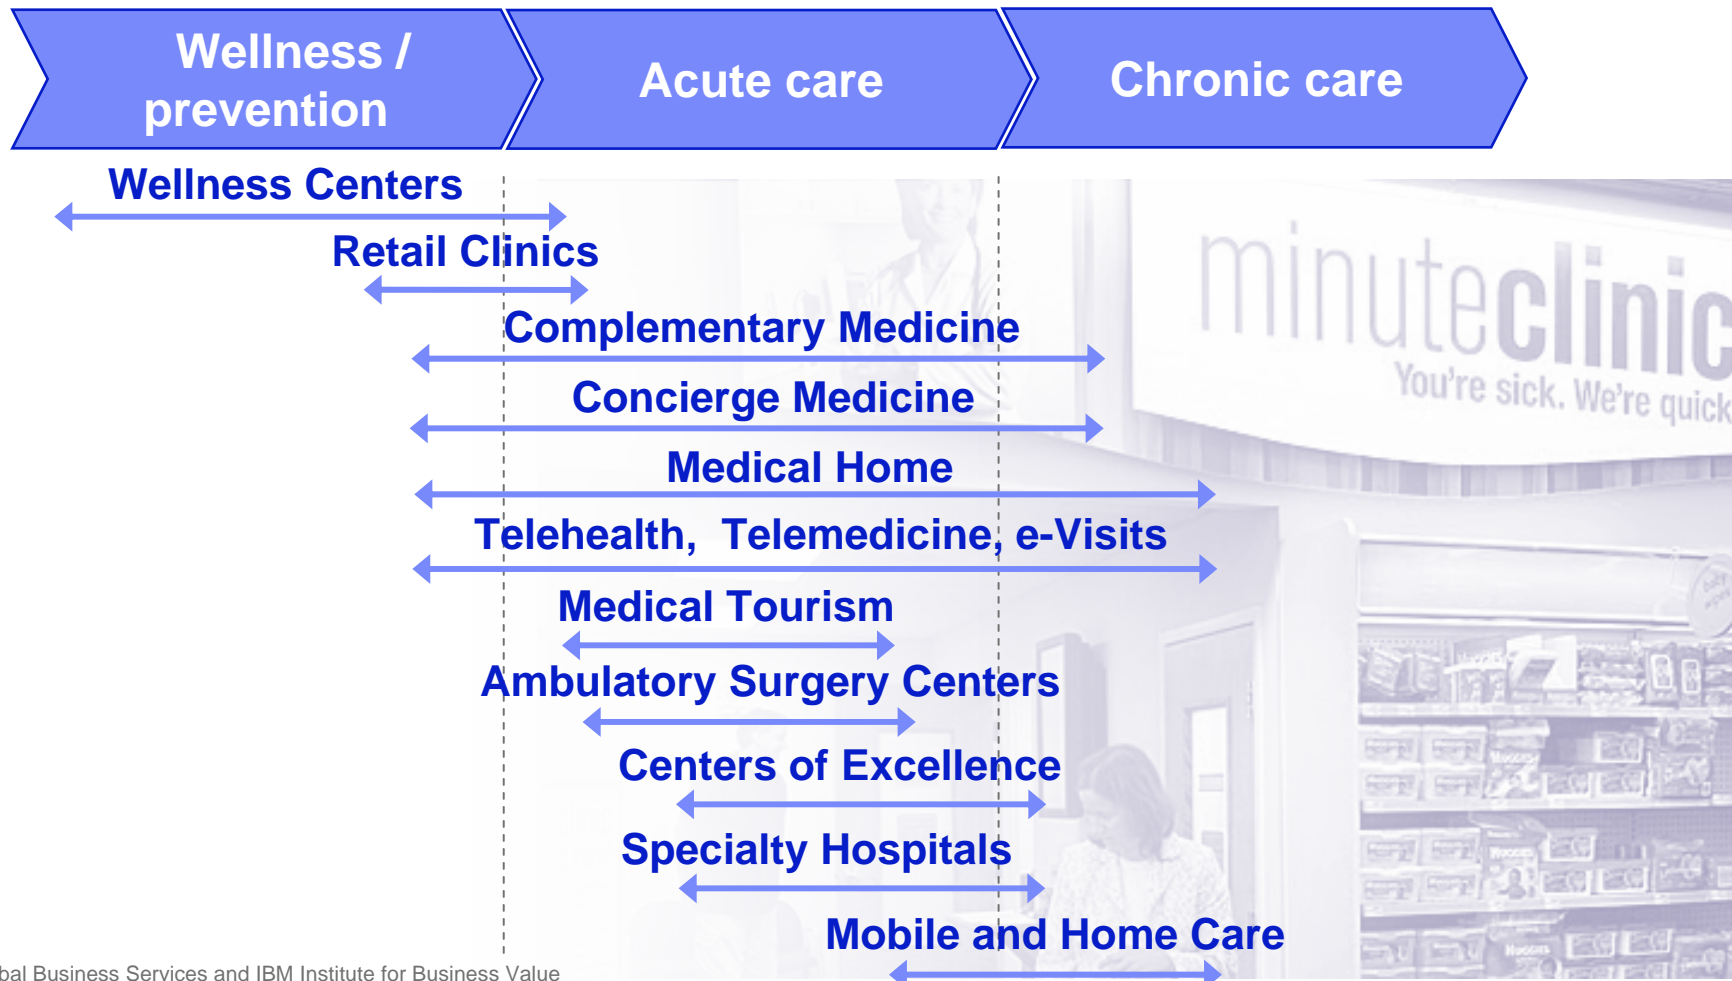 Wellness /
prevention
Acute care
Chronic care
Wellness Centers
Retail Clinics
Complementary Medicine
Concierge Medicine
Medical Home
Telehealth, Telemedicine, e-Visits
Medical Tourism
Ambulatory Surgery Centers
Centers of Excellence
Specialty Hospitals
Mobile and Home Care
minuteclinic
You're sick. We're quick
bal Business Services and IBM Institute for Business Value
HUGGIES